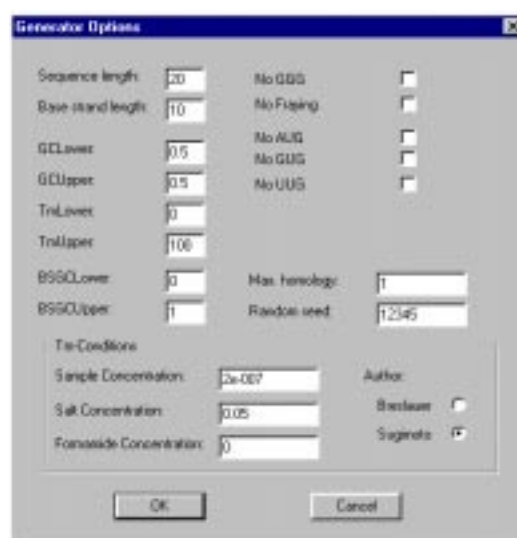 Generator Options
Sequence length: 20
Base strand length: 10
GCLower: 0.5
GCUpper: 0.5
TmLower: 0
TmUpper: 100
BSGCLower: 0
BSGCUpper: 1
No GGG
No Fraying
No AUG
No GUG
No UUG
Max. homology: 1
Random seed: 12345
Tm-Conditions
Sample Concentration: 2e-007
Salt Concentration: 0.05
Formamide Concentration: 0
Author:
Breslauer
Sugimoto
OK
Cancel